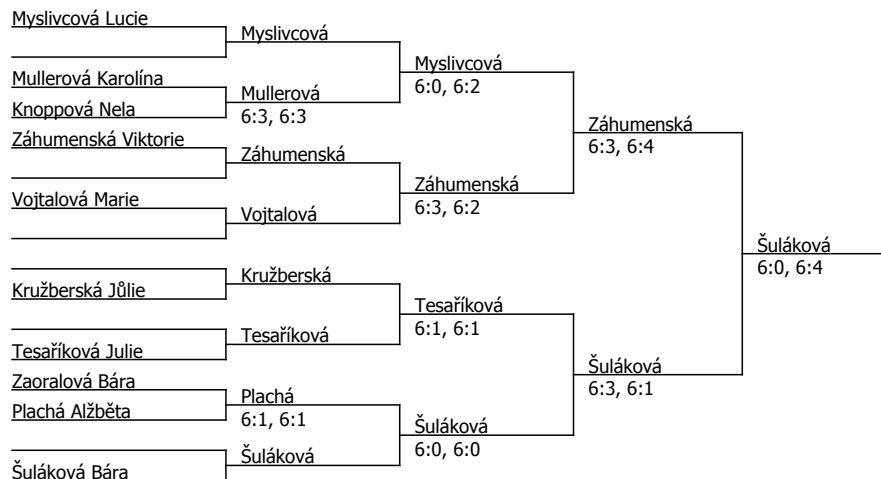 Myslivcová Lucie
Myslivcová
Myslivcová
6:0, 6:2
Mullerová Karolína
Mullerová
6:3, 6:3
Knoppová Nela
Záhumenská
6:3, 6:4
Záhumenská Viktorie
Záhumenská
Záhumenská
6:3, 6:2
Vojtalová Marie
Vojtalová
Šuláková
6:0, 6:4
Kružberská
Kružberská Jůlie
Tesaříková
6:1, 6:1
Tesaříková
Tesaříková Julie
Šuláková
6:3, 6:1
Zaoralová Bára
Plachá
6:1, 6:1
Plachá Alžběta
Šuláková
6:0, 6:0
Šuláková
Šuláková Bára